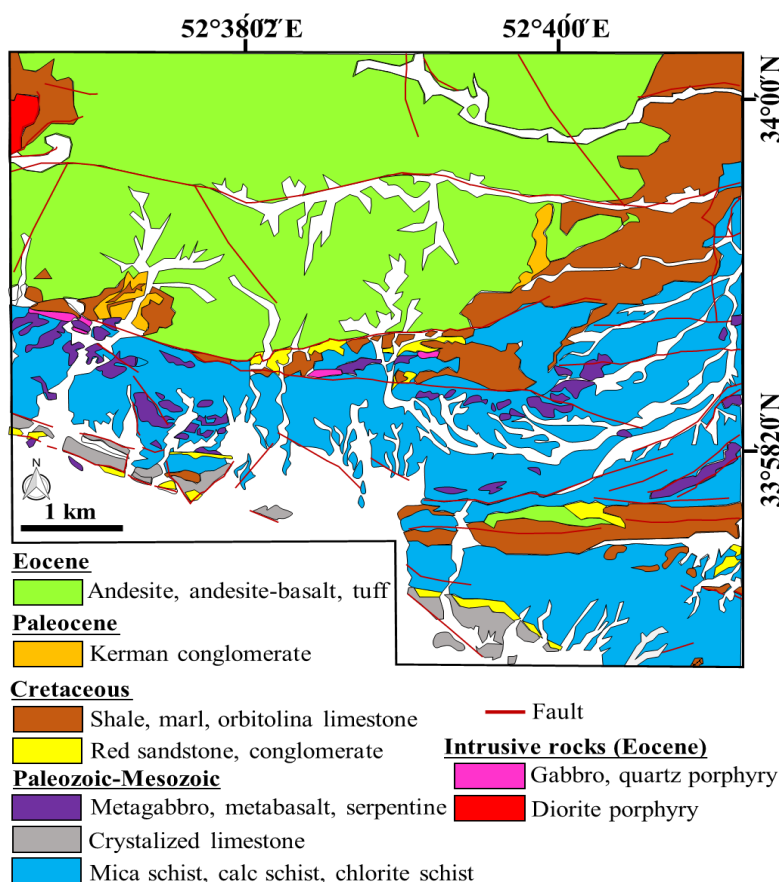 52°38́02̋ E 52°40́0̋ E
34°00́ N̋
33°58́20̋ N
N
1 km
Eocene
Andesite, andesite-basalt, tuff
Paleocene
Kerman conglomerate
Cretaceous
Shale, marl, orbitolina limestone
Red sandstone, conglomerate
Paleozoic-Mesozoic
Metagabbro, metabasalt, serpentine
Crystalized limestone
Mica schist, calc schist, chlorite schist
Fault
Intrusive rocks (Eocene)
Gabbro, quartz porphyry
Diorite porphyry